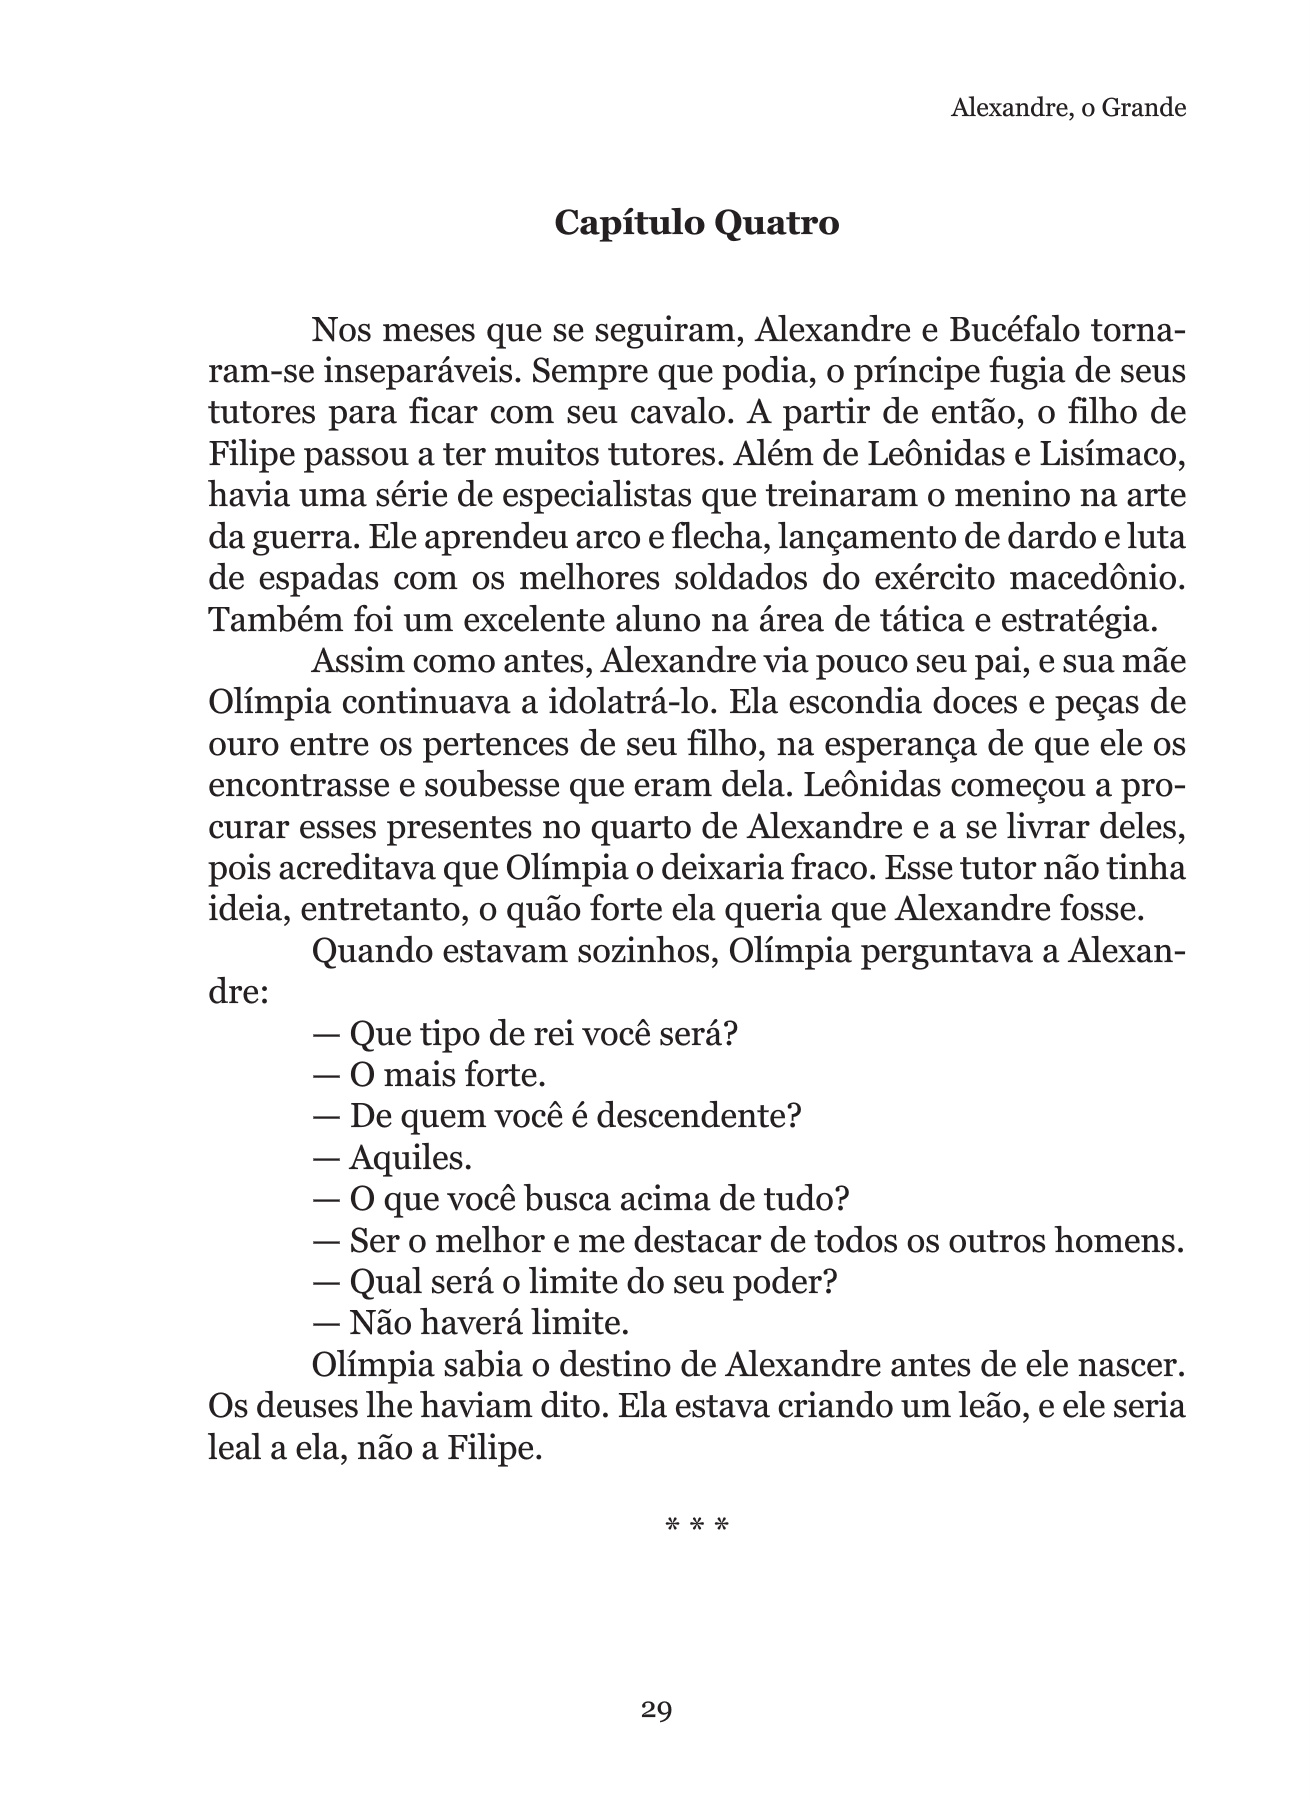 Alexandre, o Grande
Capítulo Quatro
Nos meses que se seguiram, Alexandre e Bucéfalo torna-
ram-se inseparáveis. Sempre que podia, o príncipe fugia de seus
tutores para ficar com seu cavalo. A partir de então, o filho de
Filipe passou a ter muitos tutores. Além de Leônidas e Lisímaco,
havia uma série de especialistas que treinaram o menino na arte
da guerra. Ele aprendeu arco e flecha, lançamento de dardo e luta
de espadas com os melhores soldados do exército macedônio.
Também foi um excelente aluno na área de tática e estratégia.
Assim como antes, Alexandre via pouco seu pai, e sua mãe
Olímpia continuava a idolatrá-lo. Ela escondia doces e peças de
ouro entre os pertences de seu filho, na esperança de que ele os
encontrasse e soubesse que eram dela. Leônidas começou a pro-
curar esses presentes no quarto de Alexandre e a se livrar deles,
pois acreditava que Olímpia o deixaria fraco. Esse tutor não tinha
ideia, entretanto, o quão forte ela queria que Alexandre fosse.
Quando estavam sozinhos, Olímpia perguntava a Alexan-
dre:
— Que tipo de rei você será?
— O mais forte.
— De quem você é descendente?
— Aquiles.
— O que você busca acima de tudo?
— Ser o melhor e me destacar de todos os outros homens.
— Qual será o limite do seu poder?
— Não haverá limite.
Olímpia sabia o destino de Alexandre antes de ele nascer.
Os deuses lhe haviam dito. Ela estava criando um leão, e ele seria
leal a ela, não a Filipe.
* * *
29